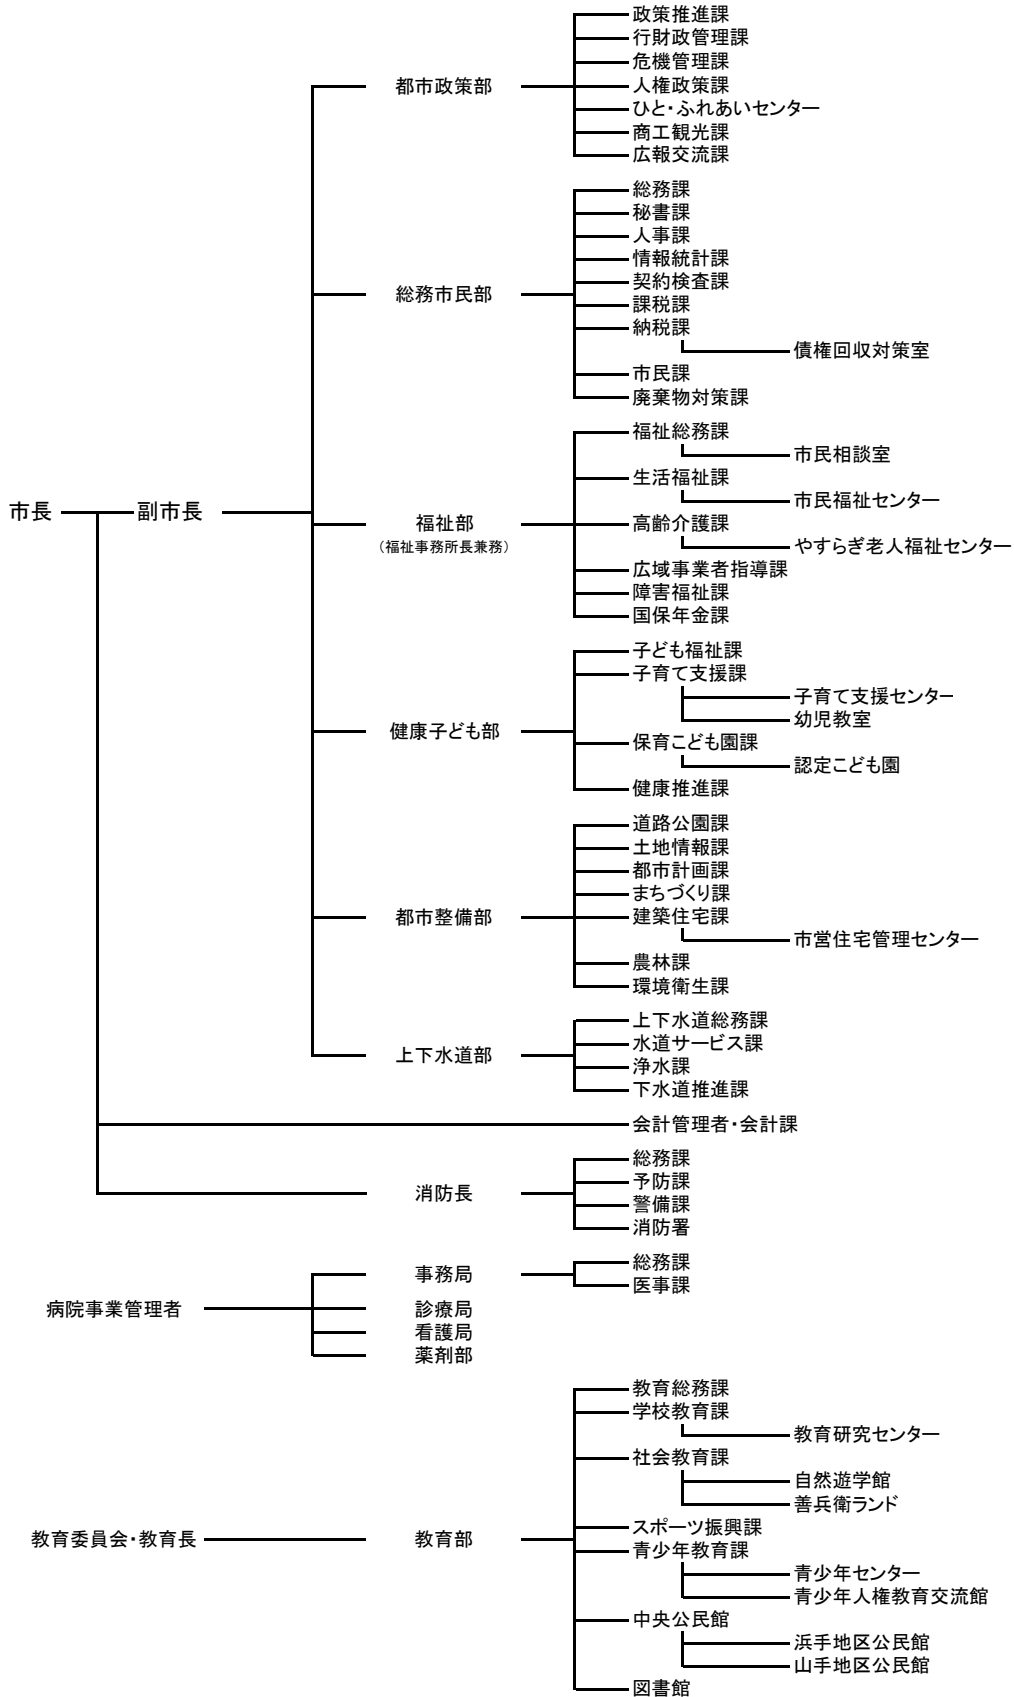 政策推進課
行財政管理課
危機管理課
都市政策部
人権政策課
ひと・ふれあいセンター
商工観光課
広報交流課
総務課
秘書課
人事課
情報統計課
契約検査課
総務市民部
課税課
納税課
債権回収対策室
市民課
廃棄物対策課
福祉総務課
市民相談室
生活福祉課
市民福祉センター
市長
副市長
福祉部
(福祉事務所長兼務)
高齢介護課
やすらぎ老人福祉センター
広域事業者指導課
障害福祉課
国保年金課
子ども福祉課
子育て支援課
子育て支援センター
幼児教室
健康子ども部
保育こども園課
認定こども園
健康推進課
道路公園課
土地情報課
都市計画課
まちづくり課
都市整備部
建築住宅課
市営住宅管理センター
農林課
環境衛生課
上下水道総務課
水道サービス課
上下水道部
浄水課
下水道推進課
会計管理者・会計課
総務課
予防課
消防長
警備課
消防署
総務課
事務局
医事課
病院事業管理者
診療局
看護局
薬剤部
教育総務課
学校教育課
教育研究センター
社会教育課
自然遊学館
善兵衛ランド
スポーツ振興課
教育委員会・教育長
教育部
青少年教育課
青少年センター
青少年人権教育交流館
中央公民館
浜手地区公民館
山手地区公民館
図書館